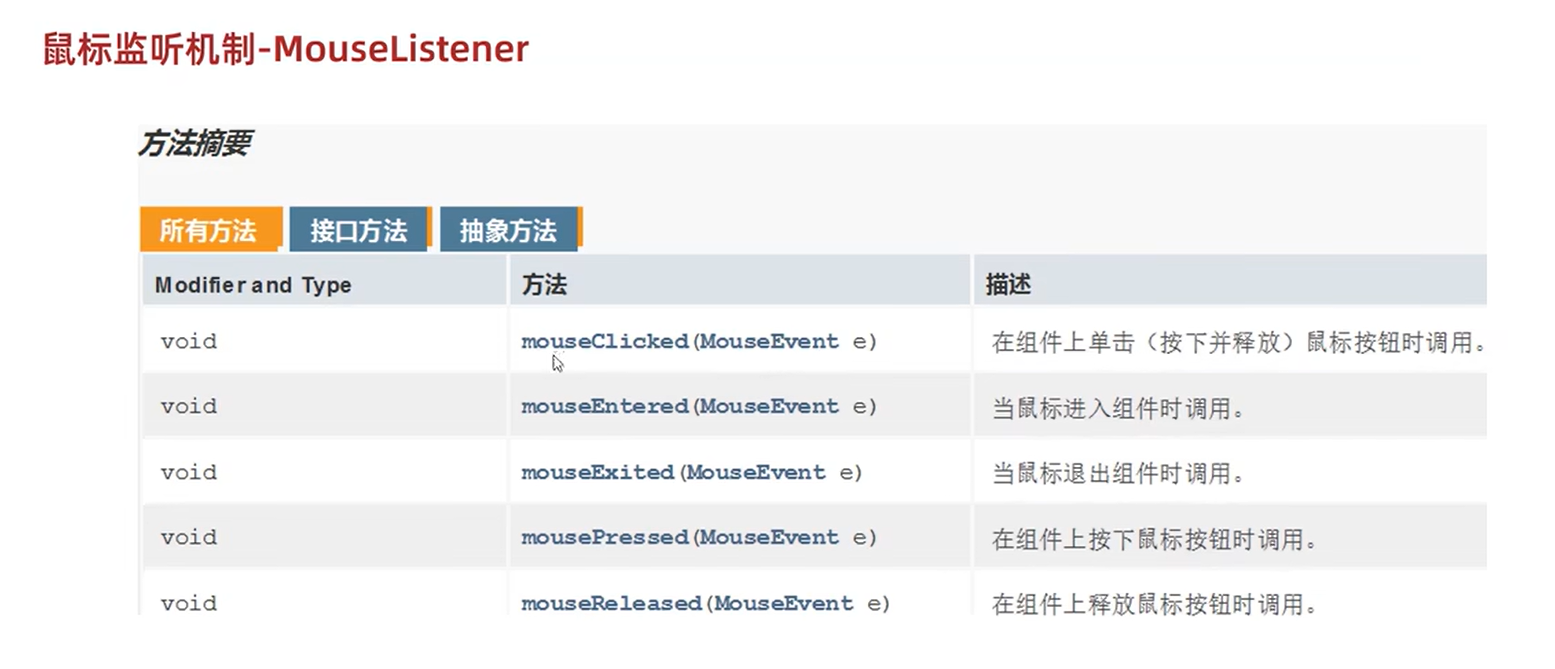 鼠标监听机制-MouseListener
方法摘要
所有方法 接口方法 抽象方法
Modifier and Type 方法 描述
void mouseClicked(MouseEvent e) 在组件上单击（按下并释放）鼠标按钮时调用。
void mouseEntered(MouseEvent e) 当鼠标进入组件时调用。
void mouseExited(MouseEvent e) 当鼠标退出组件时调用。
void mousePressed(MouseEvent e) 在组件上按下鼠标按钮时调用。
void mouseReleased(MouseEvent e) 在组件上释放鼠标按钮时调用。